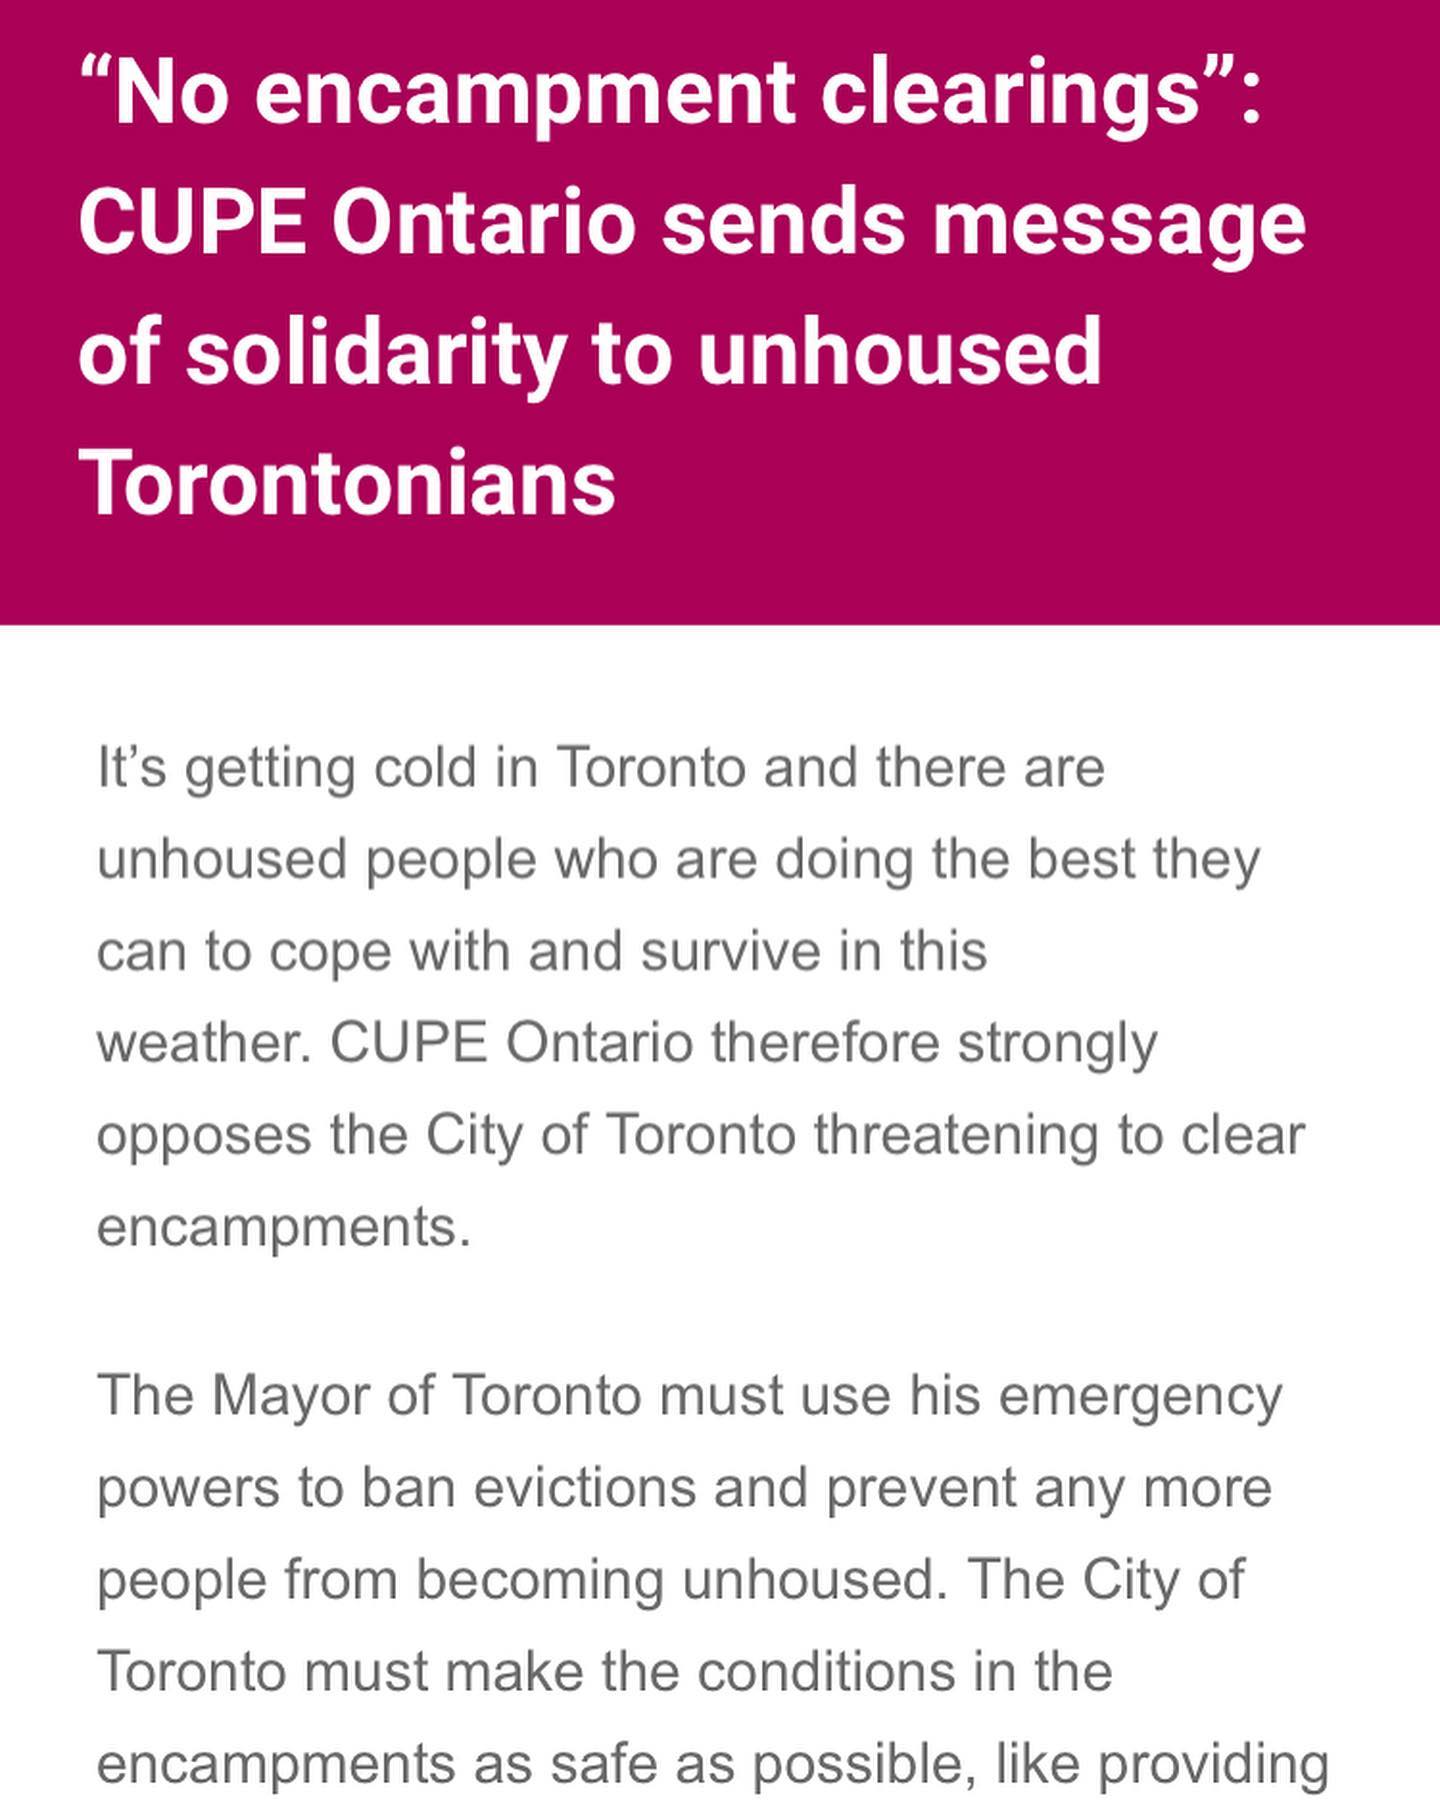 “No encampment clearings”:
CUPE Ontario sends message
of solidarity to unhoused
Torontonians
It’s getting cold in Toronto and there are
unhoused people who are doing the best they
can to cope with and survive in this
weather. CUPE Ontario therefore strongly
opposes the City of Toronto threatening to clear
encampments.
The Mayor of Toronto must use his emergency
powers to ban evictions and prevent any more
people from becoming unhoused. The City of
Toronto must make the conditions in the
encampments as safe as possible, like providing